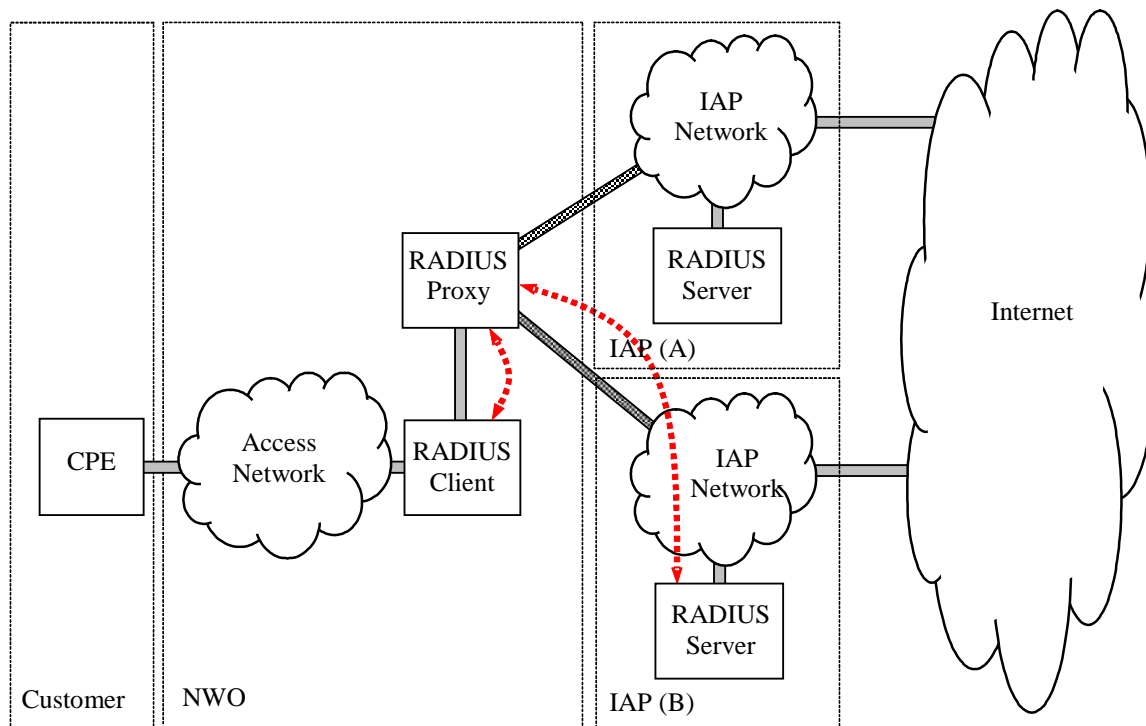 IAP
Network
RADIUS
Server
IAP (A)
RADIUS
Proxy
Internet
CPE
Access
Network
RADIUS
Client
IAP
Network
RADIUS
Server
Customer
NWO
IAP (B)